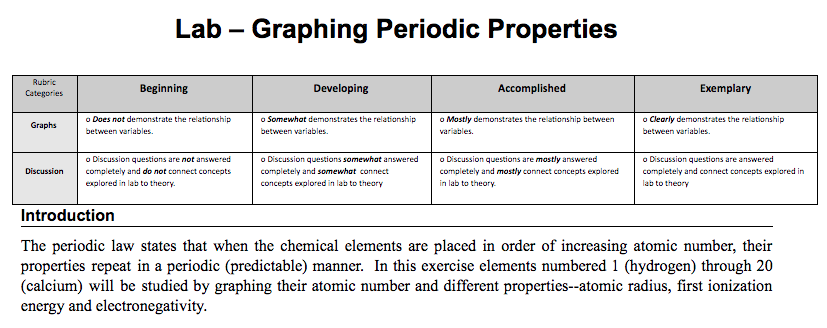 Lab – Graphing Periodic Properties
Rubric
Categories
Beginning
Developing
Accomplished
Exemplary
Graphs
o Does not demonstrate the relationship
between variables.
o Somewhat demonstrates the relationship
between variables.
o Mostly demonstrates the relationship between
variables.
o Clearly demonstrates the relationship
between variables.
Discussion
o Discussion questions are not answered
completely and do not connect concepts
explored in lab to theory.
o Discussion questions somewhat answered
completely and somewhat connect
concepts explored in lab to theory
o Discussion questions are mostly answered
completely and mostly connect concepts explored
in lab to theory.
o Discussion questions are answered
completely and connect concepts explored in
lab to theory
Introduction
The periodic law states that when the chemical elements are placed in order of increasing atomic number, their
properties repeat in a periodic (predictable) manner. In this exercise elements numbered 1 (hydrogen) through 20
(calcium) will be studied by graphing their atomic number and different properties--atomic radius, first ionization
energy and electronegativity.